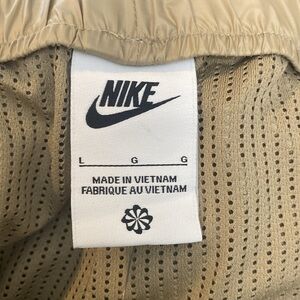 NIKE
L G G
MADE IN VIETNAM
FABRIQUE AU VIETNAM